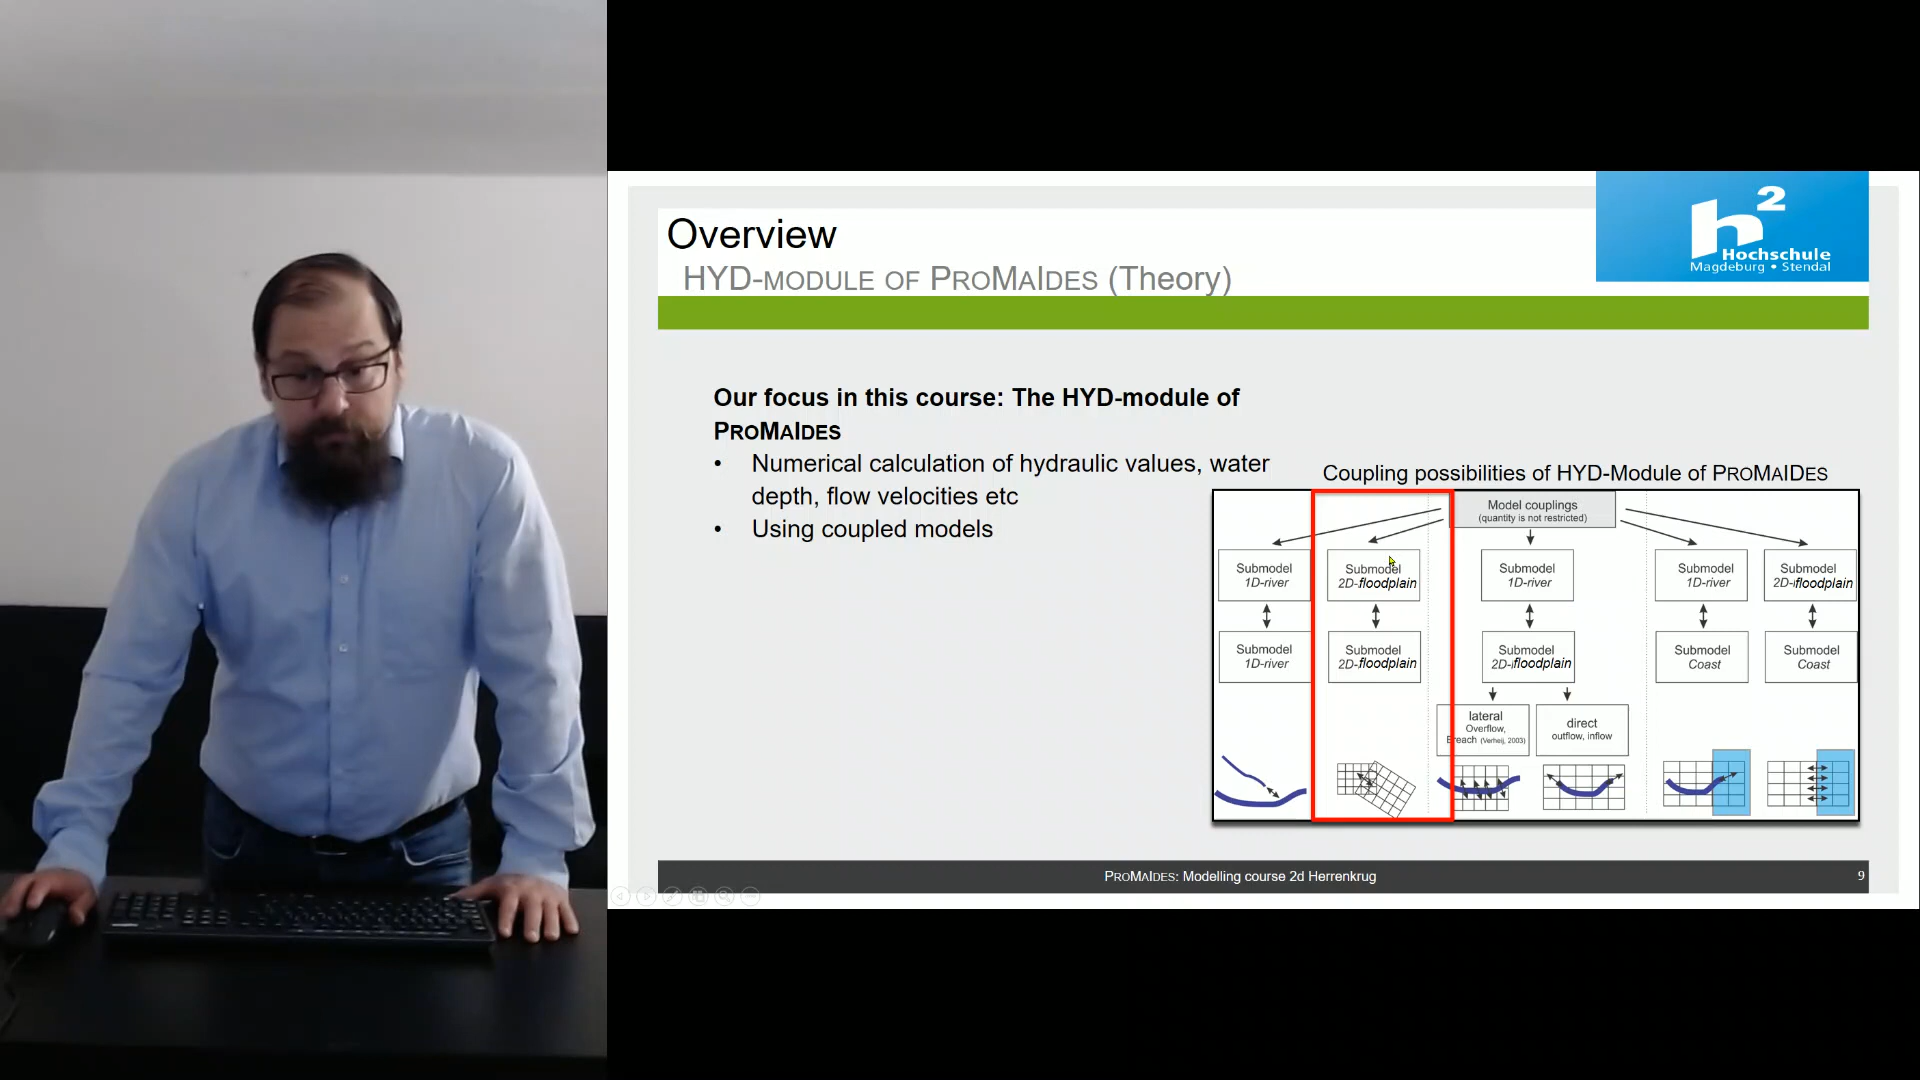 h2
Hochschule
Magdeburg • Stendal
Overview
HYD-MODULE OF PROMAIDES (Theory)
Our focus in this course: The HYD-module of
PROMAIDES
• Numerical calculation of hydraulic values, water
depth, flow velocities etc
• Using coupled models
Coupling possibilities of HYD-Module of PROMAIDES
Model couplings
(quantity is not restricted)
Submodel
1D-river
Submodel
2D-floodplain
Submodel
1D-river
Submodel
1D-river
Submodel
2D-floodplain
Submodel
1D-river
Submodel
2D-floodplain
Submodel
2D-floodplain
Submodel
Coast
Submodel
Coast
lateral
Overflow,
Breach (Verheij, 2003)
direct
outflow, inflow
PROMAIDES: Modelling course 2d Herrenkrug
9